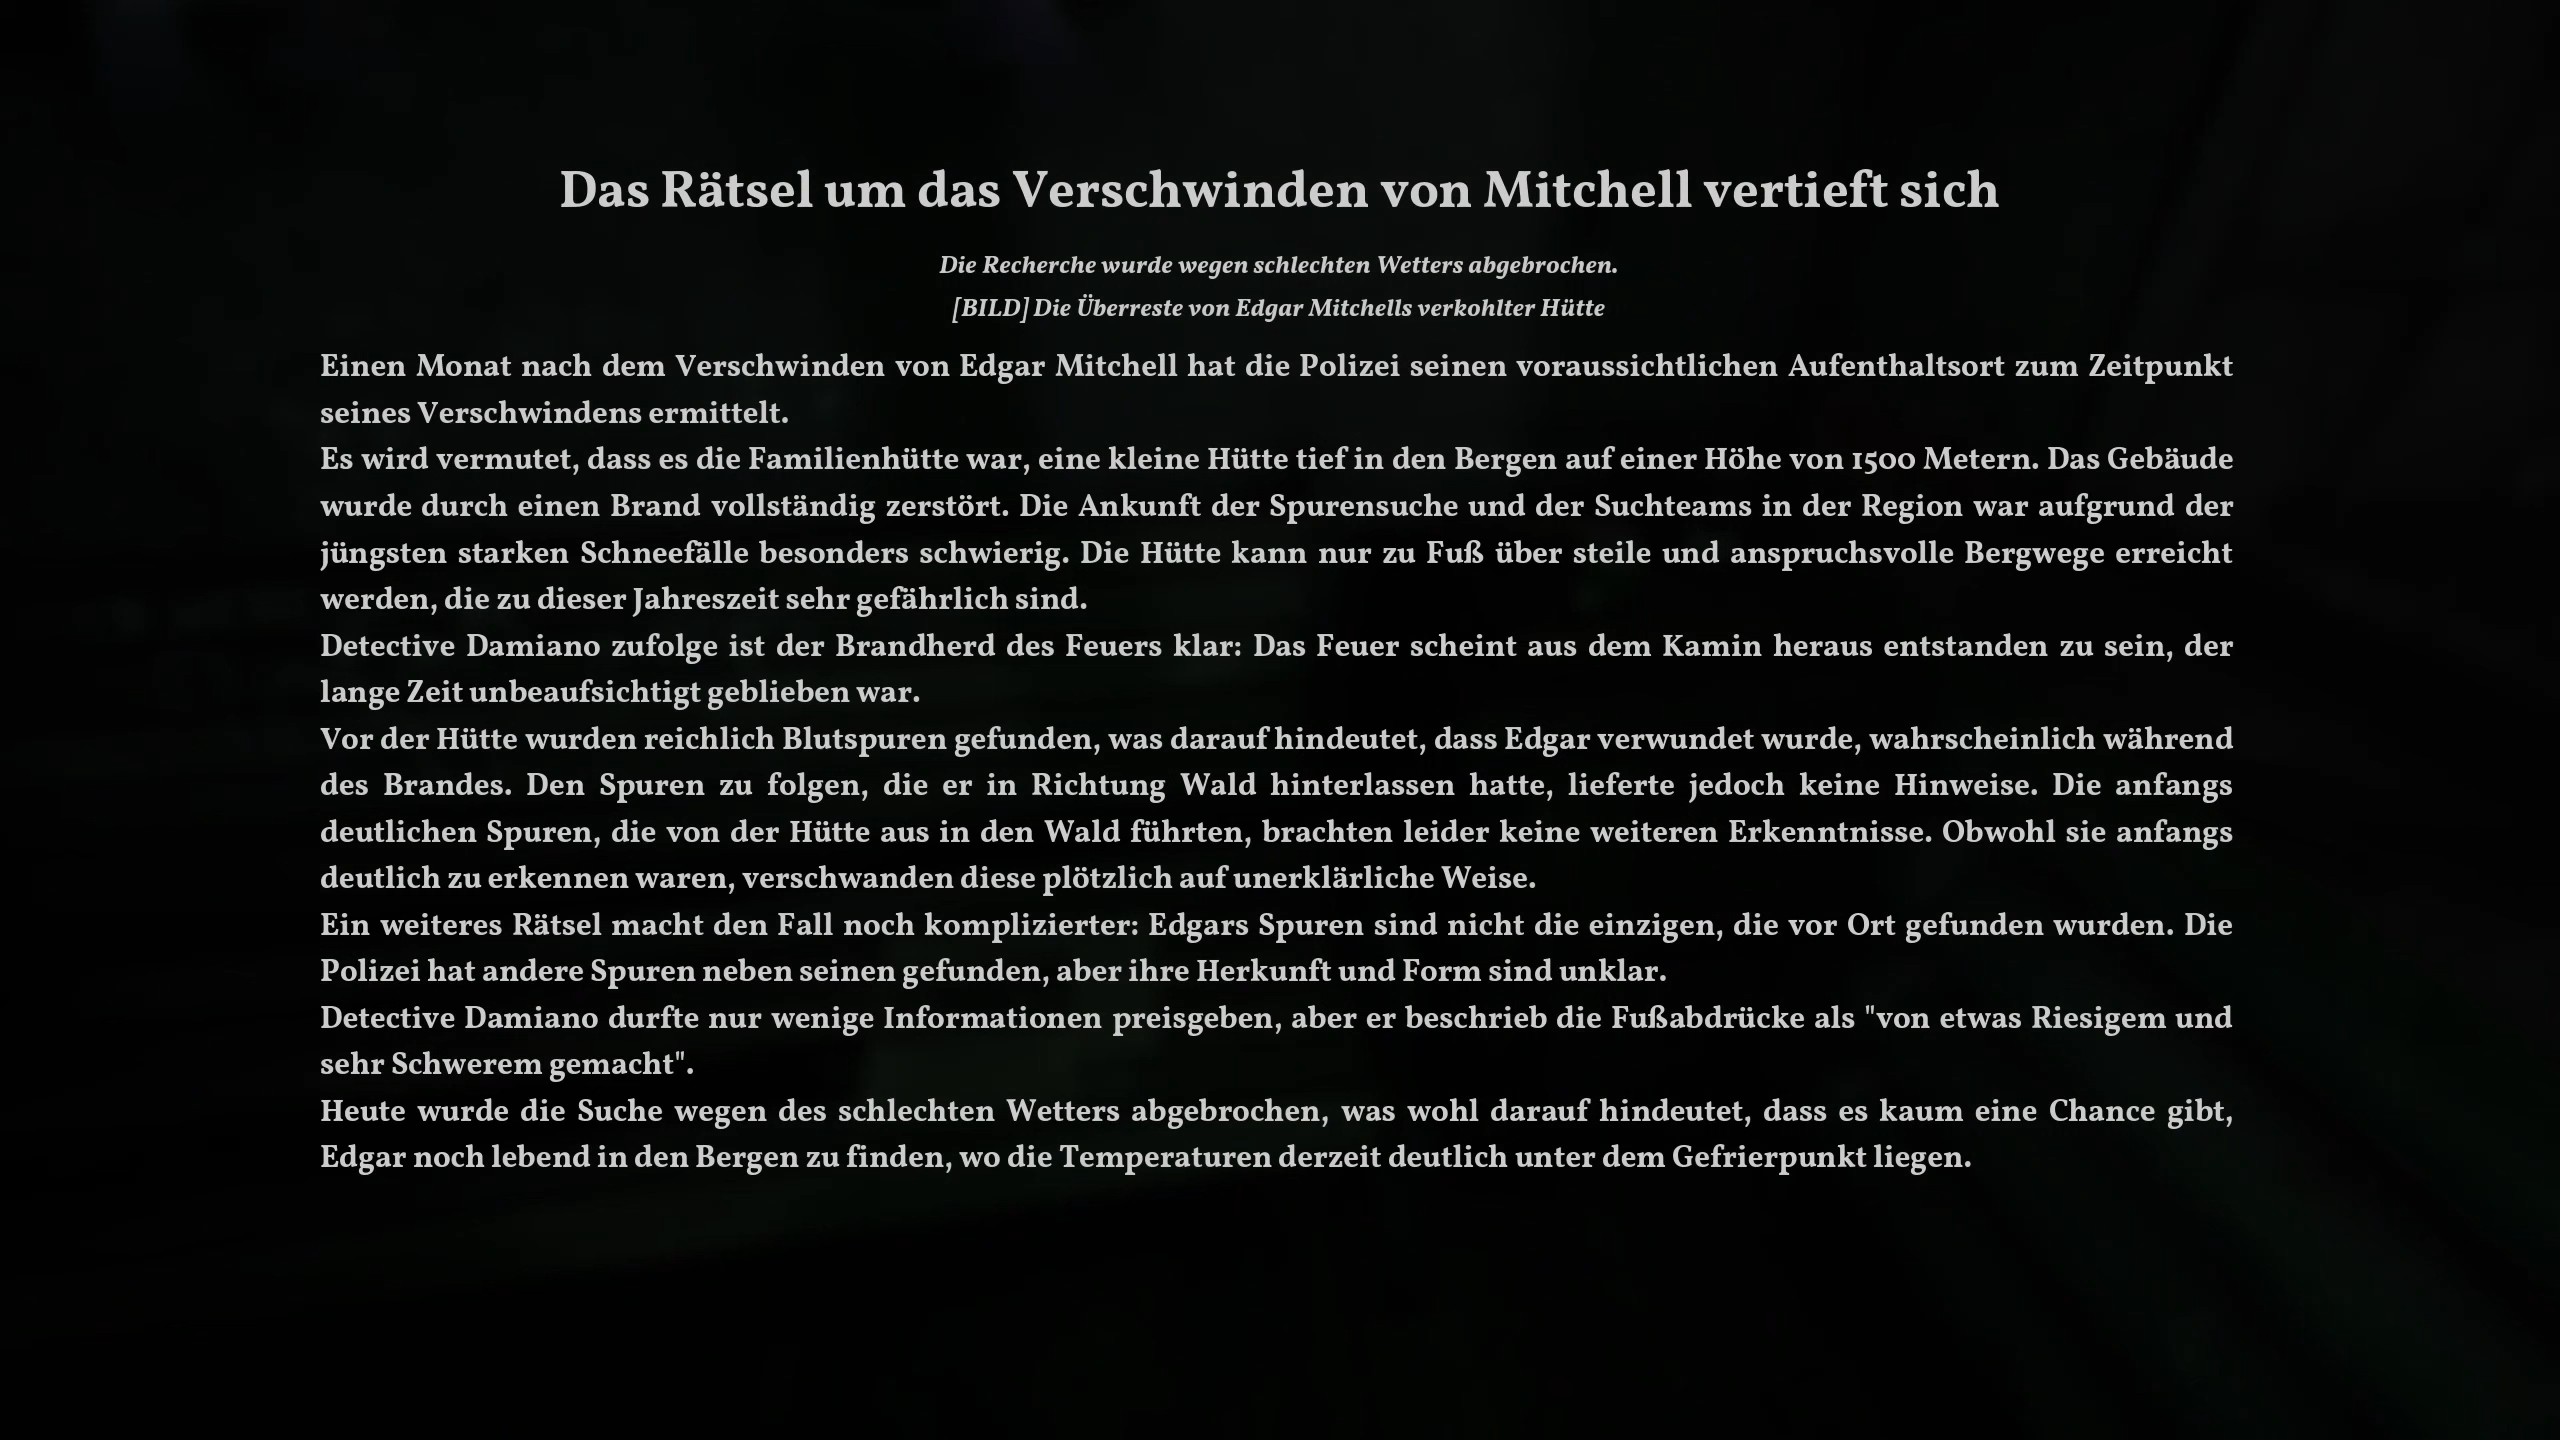 Das Rätsel um das Verschwinden von Mitchell vertieft sich
Die Recherche wurde wegen schlechten Wetters abgebrochen.
[BILD] Die Überreste von Edgar Mitchells verkohlter Hütte
Einen Monat nach dem Verschwinden von Edgar Mitchell hat die Polizei seinen voraussichtlichen Aufenthaltsort zum Zeitpunkt
seines Verschwindens ermittelt.
Es wird vermutet, dass es die Familienhütte war, eine kleine Hütte tief in den Bergen auf einer Höhe von 1500 Metern. Das Gebäude
wurde durch einen Brand vollständig zerstört. Die Ankunft der Spurensuche und der Suchteams in der Region war aufgrund der
jüngsten starken Schneefälle besonders schwierig. Die Hütte kann nur zu Fuß über steile und anspruchsvolle Bergwege erreicht
werden, die zu dieser Jahreszeit sehr gefährlich sind.
Detective Damiano zufolge ist der Brandherd des Feuers klar: Das Feuer scheint aus dem Kamin heraus entstanden zu sein, der
lange Zeit unbeaufsichtigt geblieben war.
Vor der Hütte wurden reichlich Blutspuren gefunden, was darauf hindeutet, dass Edgar verwundet wurde, wahrscheinlich während
des Brandes. Den Spuren zu folgen, die er in Richtung Wald hinterlassen hatte, lieferte jedoch keine Hinweise. Die anfangs
deutlichen Spuren, die von der Hütte aus in den Wald führten, brachten leider keine weiteren Erkenntnisse. Obwohl sie anfangs
deutlich zu erkennen waren, verschwanden diese plötzlich auf unerklärliche Weise.
Ein weiteres Rätsel macht den Fall noch komplizierter: Edgars Spuren sind nicht die einzigen, die vor Ort gefunden wurden. Die
Polizei hat andere Spuren neben seinen gefunden, aber ihre Herkunft und Form sind unklar.
Detective Damiano durfte nur wenige Informationen preisgeben, aber er beschrieb die Fußabdrücke als "von etwas Riesigem und
sehr Schwerem gemacht".
Heute wurde die Suche wegen des schlechten Wetters abgebrochen, was wohl darauf hindeutet, dass es kaum eine Chance gibt,
Edgar noch lebend in den Bergen zu finden, wo die Temperaturen derzeit deutlich unter dem Gefrierpunkt liegen.